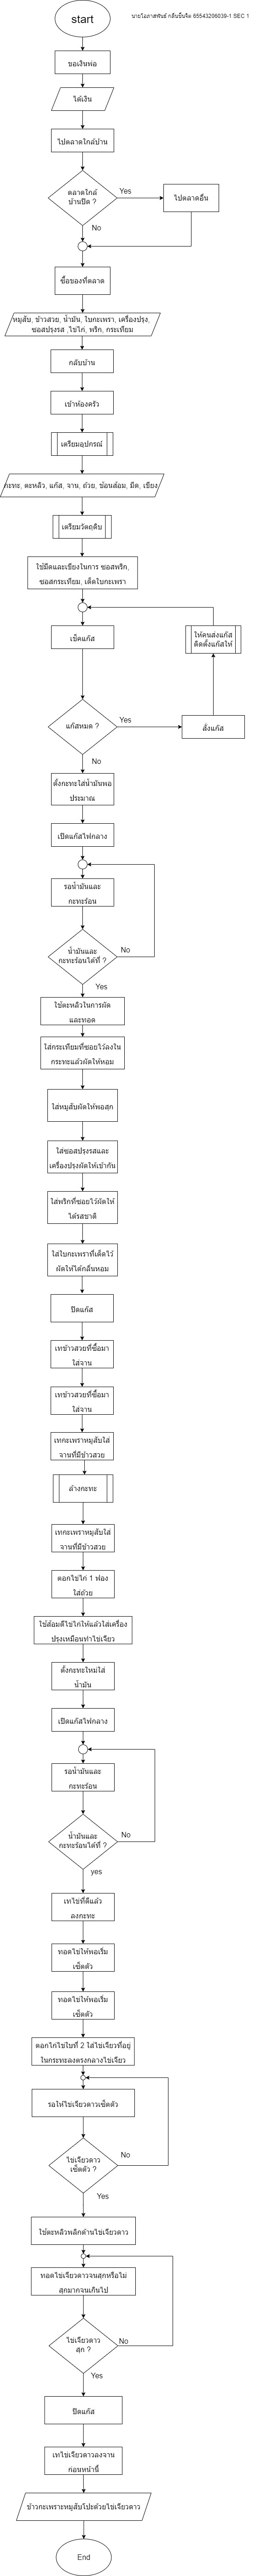 start
นายโอภาสพันธ์ กลิ่นขึ้นจิต 65543206039-1 SEC 1
ขอเงินพ่อ
ได้เงิน
ไปตลาดใกล้บ้าน
ตลาดใกล้
บ้านปิด ?
Yes
ไปตลาดอื่น
No
ซื้อของที่ตลาด
หมูสับ, ข้าวสวย, น้ำมัน, ใบกะเพรา, เครื่องปรุง,
ซอสปรุงรส ,ไข่ไก่, พริก, กระเทียม
กลับบ้าน
เข้าห้องครัว
เตรียมอุปกรณ์
กะทะ, ตะหลิว, แก๊ส, จาน, ถ้วย, ช้อนส้อม, มีด, เขียง
เตรียมวัตถุดิบ
ใช้มีดและเขียงในการ ซอสพริก,
ซอสกระเทียม, เด็ดใบกะเพรา
เช็คแก๊ส
ให้คนส่งแก๊ส
ติดตั้งแก๊สให้
แก๊สหมด ?
Yes
สั่งแก๊ส
No
ตั้งกะทะใส่น้ำมันพอ
ประมาณ
เปิดแก๊สไฟกลาง
รอน้ำมันและ
กะทะร้อน
น้ำมันและ
กะทะร้อนได้ที่ ?
No
Yes
ใช้ตะหลิวในการผัด
และทอด
ใส่กระเทียมที่ซอยไว้ลงใน
กระทะแล้วผัดให้หอม
ใส่หมูสับผัดให้พอสุก
ใส่ซอสปรุงรสและ
เครื่องปรุงผัดให้เข้ากัน
ใส่พริกที่ซอยไว้ผัดให้
ได้รสชาติ
ใส่ใบกะเพราที่เด็ดไว้
ผัดให้ได้กลิ่นหอม
ปิดแก๊ส
เทข้าวสวยที่ซื้อมา
ใส่จาน
เทข้าวสวยที่ซื้อมา
ใส่จาน
เทกะเพราหมูสับใส่
จานที่มีข้าวสวย
ล้างกะทะ
เทกะเพราหมูสับใส่
จานที่มีข้าวสวย
ตอกไข่ไก่ 1 ฟอง
ใส่ถ้วย
ใช้ส้อมตีไข่ไก่ให้แล้วใส่เครื่อง
ปรุงเหมือนทำไข่เจียว
ตั้งกะทะใหม่ใส่
น้ำมัน
เปิดแก๊สไฟกลาง
รอน้ำมันและ
กะทะร้อน
น้ำมันและ
กะทะร้อนได้ที่ ?
No
yes
เทไข่ที่ตีแล้ว
ลงกะทะ
ทอดไข่ให้พอเริ่ม
เซ็ตตัว
ทอดไข่ให้พอเริ่ม
เซ็ตตัว
ตอกไก่ไข่ใบที่ 2 ใส่ไข่เจียวที่อยู่
ในกระทะลงตรงกลางไข่เจียว
รอให้ไข่เจียวดาวเซ็ตตัว
ไข่เจียวดาว
เซ็ตตัว ?
No
Yes
ใช้ตะหลิวพลิกด้านไข่เจียวดาว
ทอดไข่เจียวดาวจนสุกหรือไม่
สุกมากจนเกินไป
ไข่เจียวดาว
สุก ?
No
Yes
ปิดแก๊ส
เทไข่เจียวดาวลงจาน
ก่อนหน้านี้
ข้าวกะเพราะหมูสับโปะด้วยไข่เจียวดาว
End